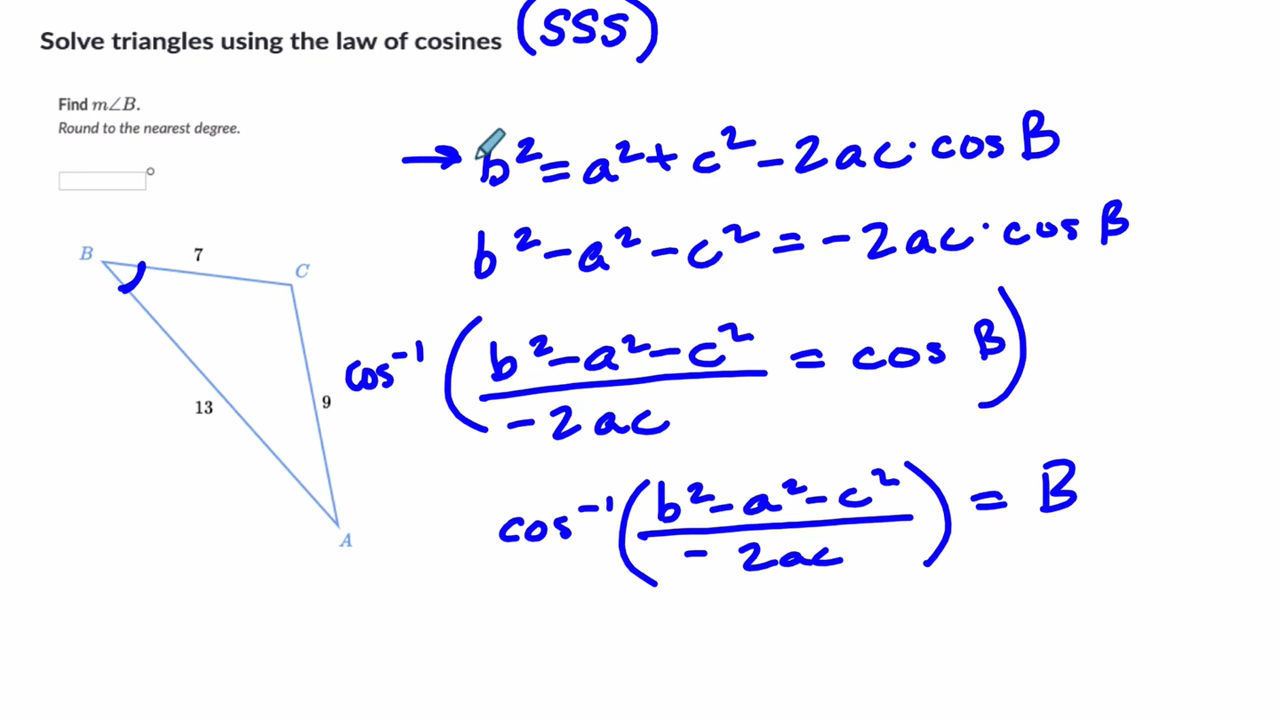 Solve triangles using the law of cosines (SSS)
Find m∠B.
Round to the nearest degree.
°
b² = a² + c² - 2ac · cos B
b² - a² - c² = -2ac · cos B
cos⁻¹ ( b² - a² - c² / -2ac = cos B )
cos⁻¹ ( b² - a² - c² / -2ac ) = B
B
7
C
13
9
A